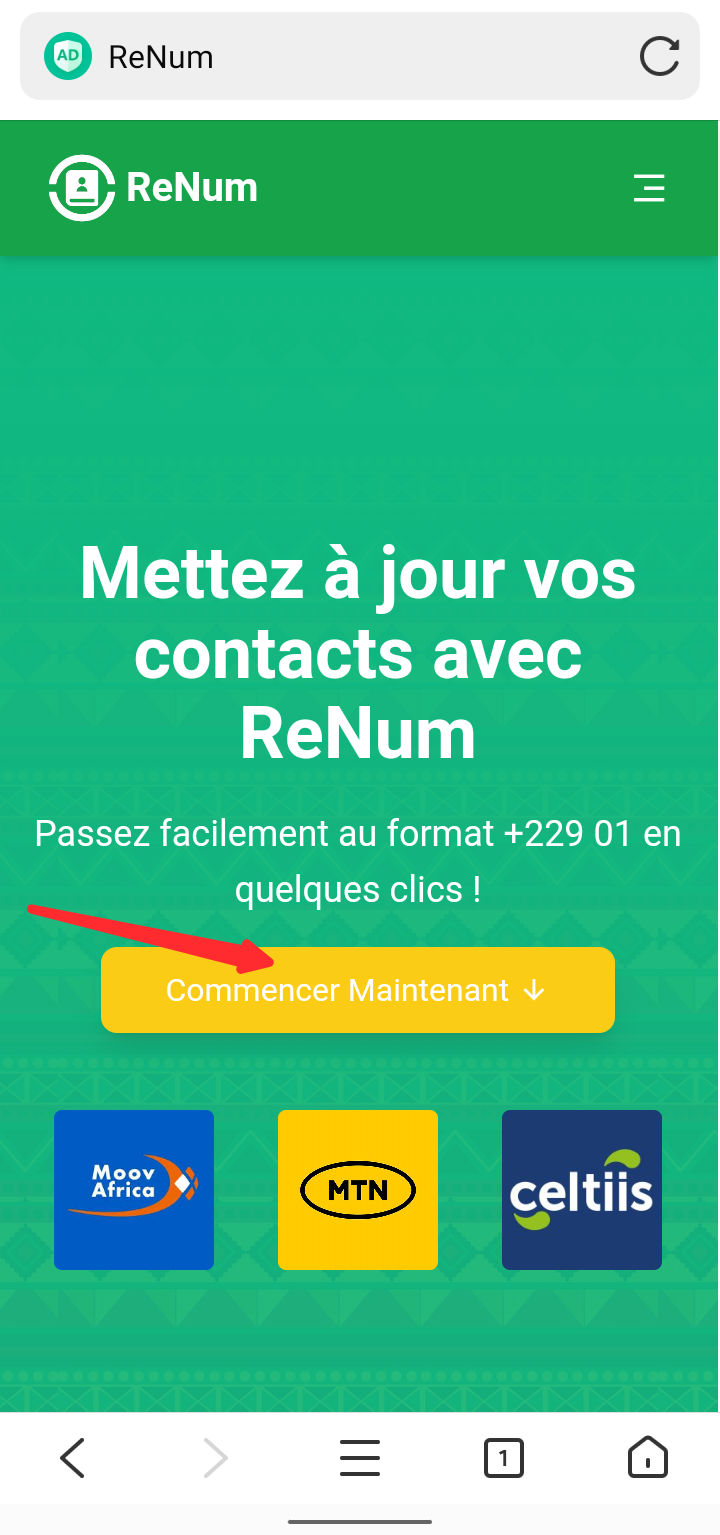 AD ReNum
ReNum
Mettez à jour vos
contacts avec
ReNum
Passez facilement au format +229 01 en
quelques clics !
Commencer Maintenant ↓
Moov
Africa
MTN
celtiis
1